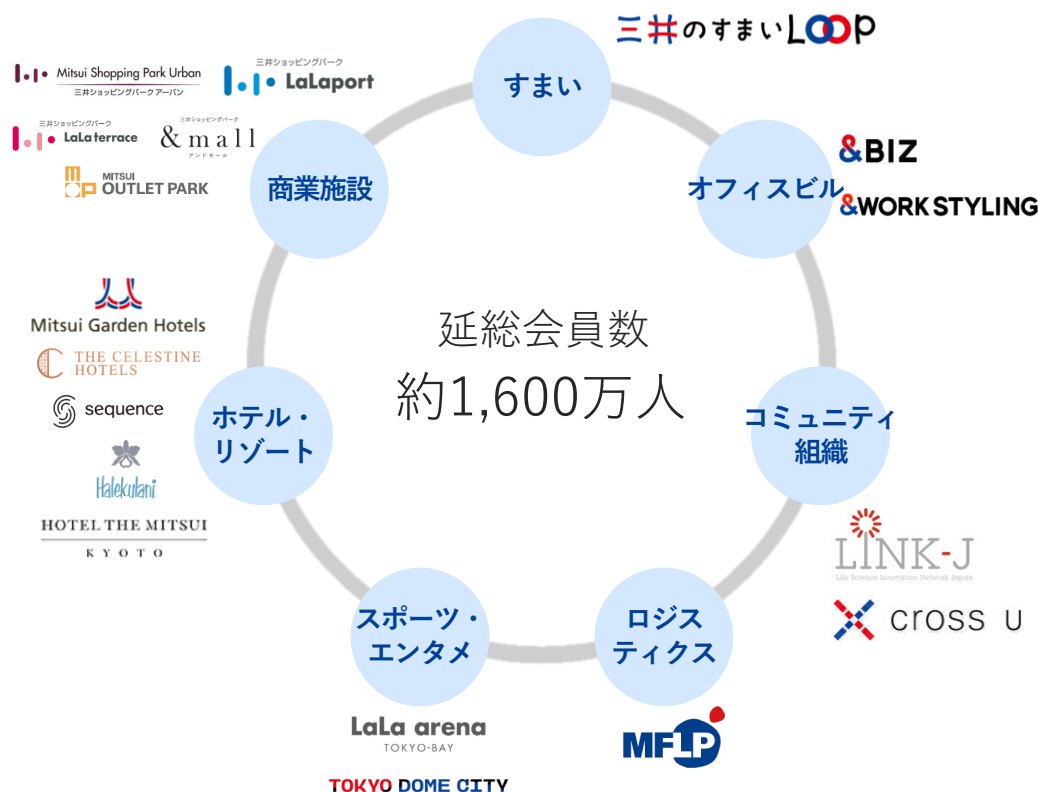 三井のすまいLOOP
すまい
三井ショッピングパーク
Mitsui Shopping Park Urban
LaLaport
三井ショッピングパーク アーバン
三井ショッピングパーク
LaLa terrace
三井ショッピングパーク
&mall
アンドモール
MITSUI
OUTLET PARK
商業施設
&BIZ
オフィスビル
&WORK STYLING
Mitsui Garden Hotels
THE CELESTINE
HOTELS
sequence
Halekulani
HOTEL THE MITSUI
KYOTO
ホテル・
リゾート
延総会員数
約1,600万人
コミュニティ
組織
LINK-J
Life Science Innovation Network Japan
cross U
スポーツ・
エンタメ
LaLa arena
TOKYO-BAY
TOKYO DOME CITY
ロジス
ティクス
MFLP